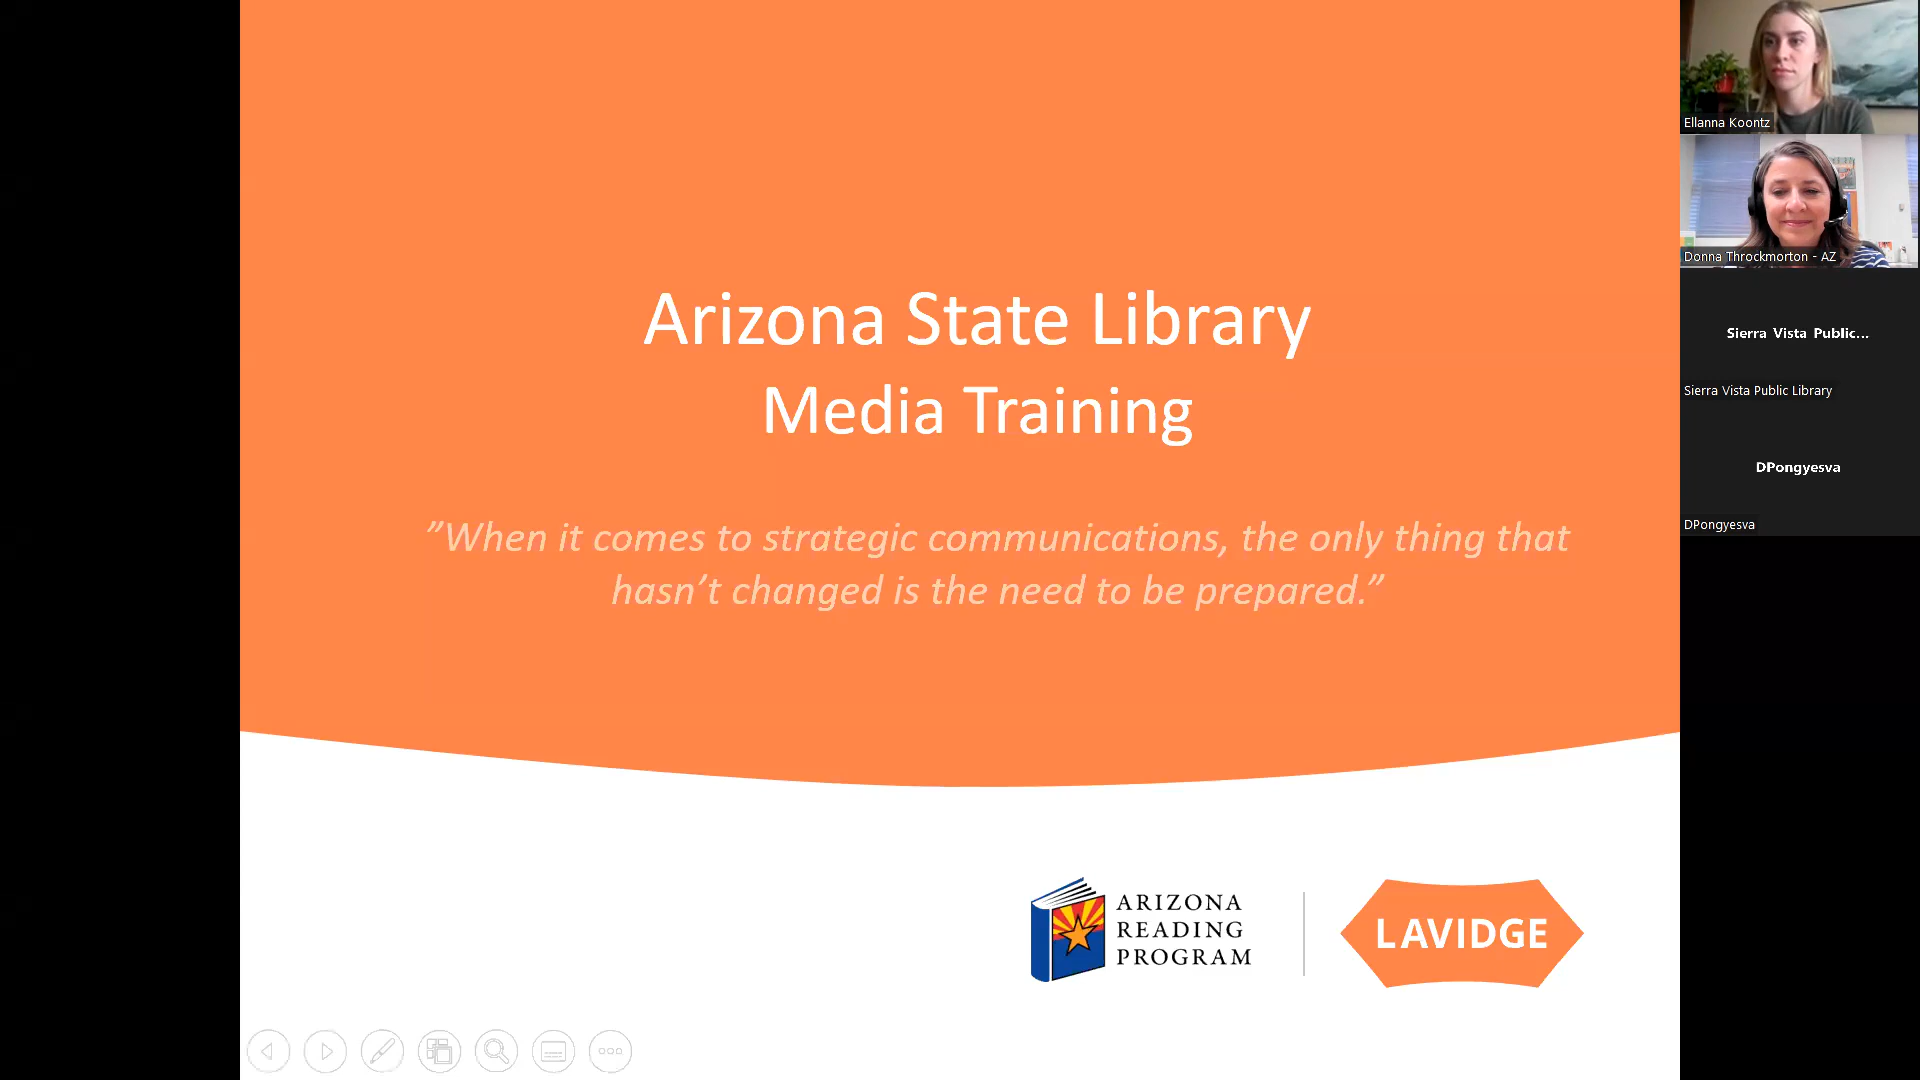 Arizona State Library
Media Training
”When it comes to strategic communications, the only thing that
hasn’t changed is the need to be prepared.”
ARIZONA
READING
PROGRAM
LAVIDGE
Ellanna Koontz
Donna Throckmorton - AZ
Sierra Vista Public...
Sierra Vista Public Library
DPongyesva
DPongyesva